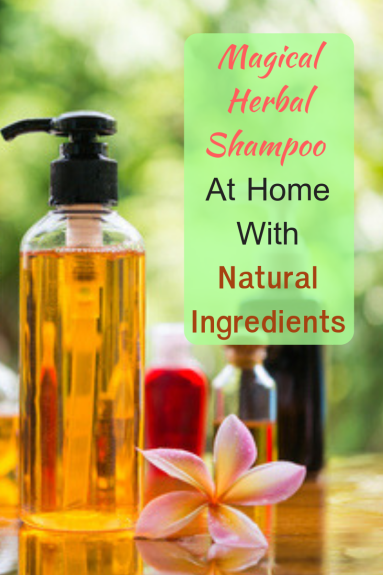 Magical
Herbal
Shampoo
At Home
With
Natural
Ingredients